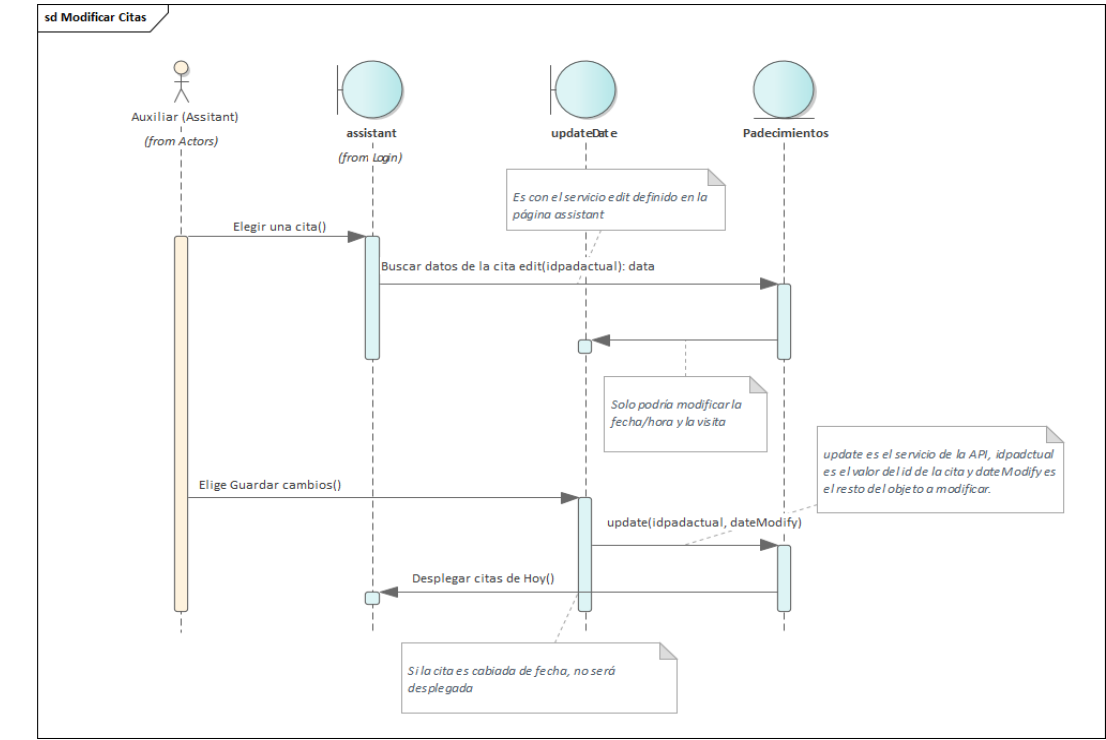 sd Modificar Citas
Auxiliar (Assitant)
(from Actors)
assistant
(from Login)
updateDate
Padecimientos
Es con el servicio edit definido en la
página assistant
Elegir una cita()
Buscar datos de la cita edit(idpadactual): data
Solo podría modificar la
fecha/hora y la visita
update es el servicio de la API, idpadctual
es el valor del id de la cita y dateModify es
el resto del objeto a modificar.
Elige Guardar cambios()
update(idpadactual, dateModify)
Desplegar citas de Hoy()
Si la cita es cabiada de fecha, no será
desplegada